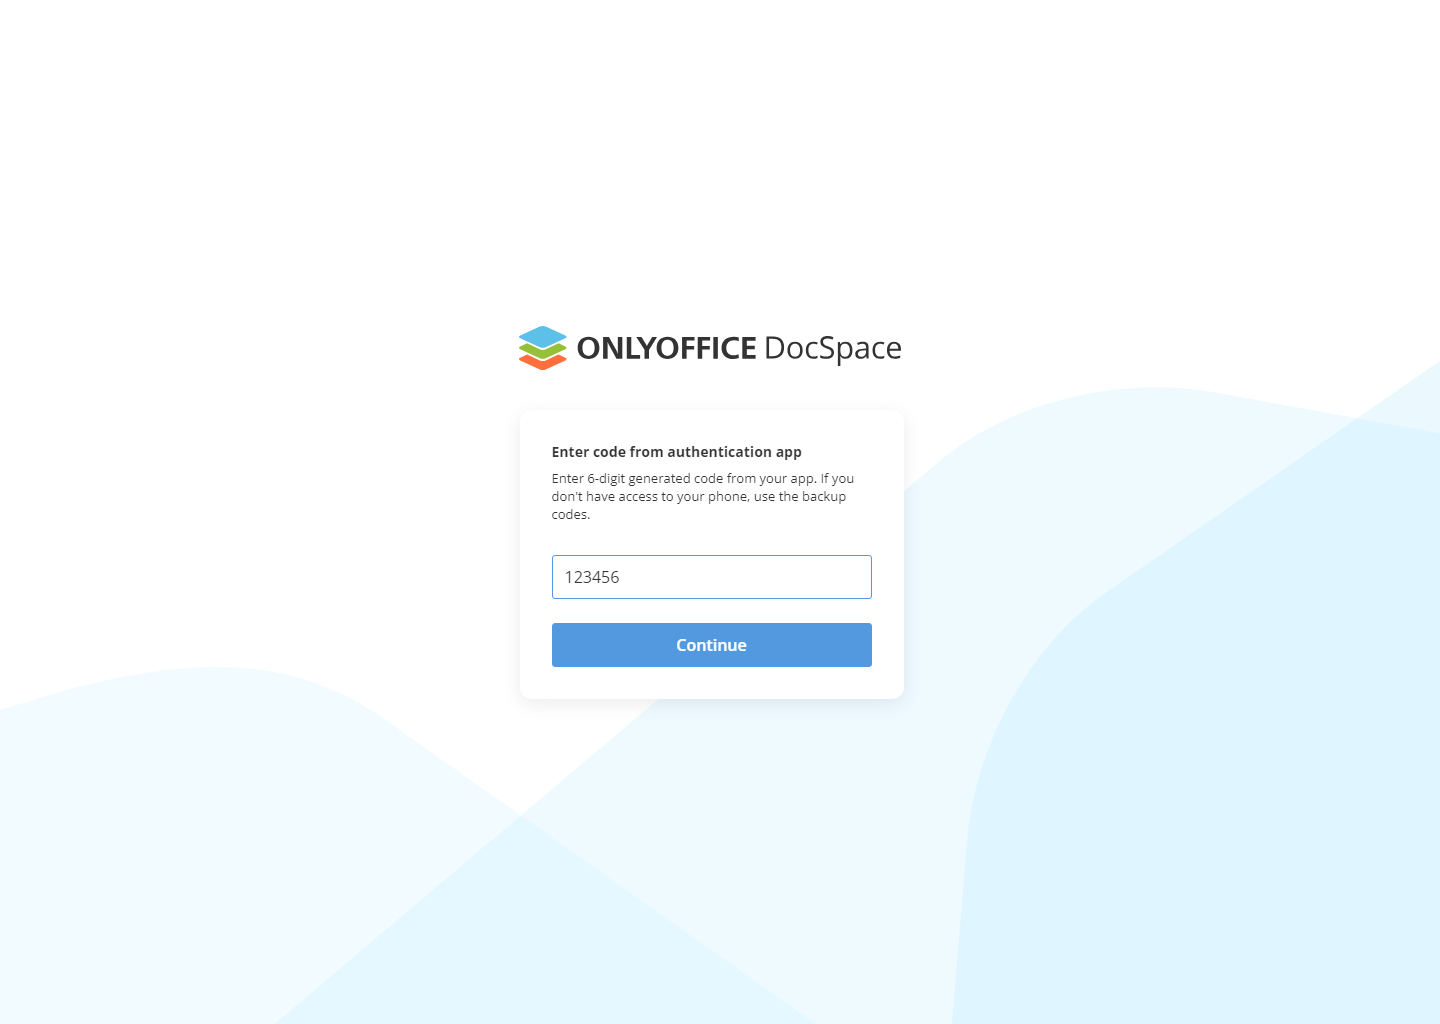 ONLYOFFICE DocSpace
Enter code from authentication app
Enter 6-digit generated code from your app. If you
don't have access to your phone, use the backup
codes.
123456
Continue